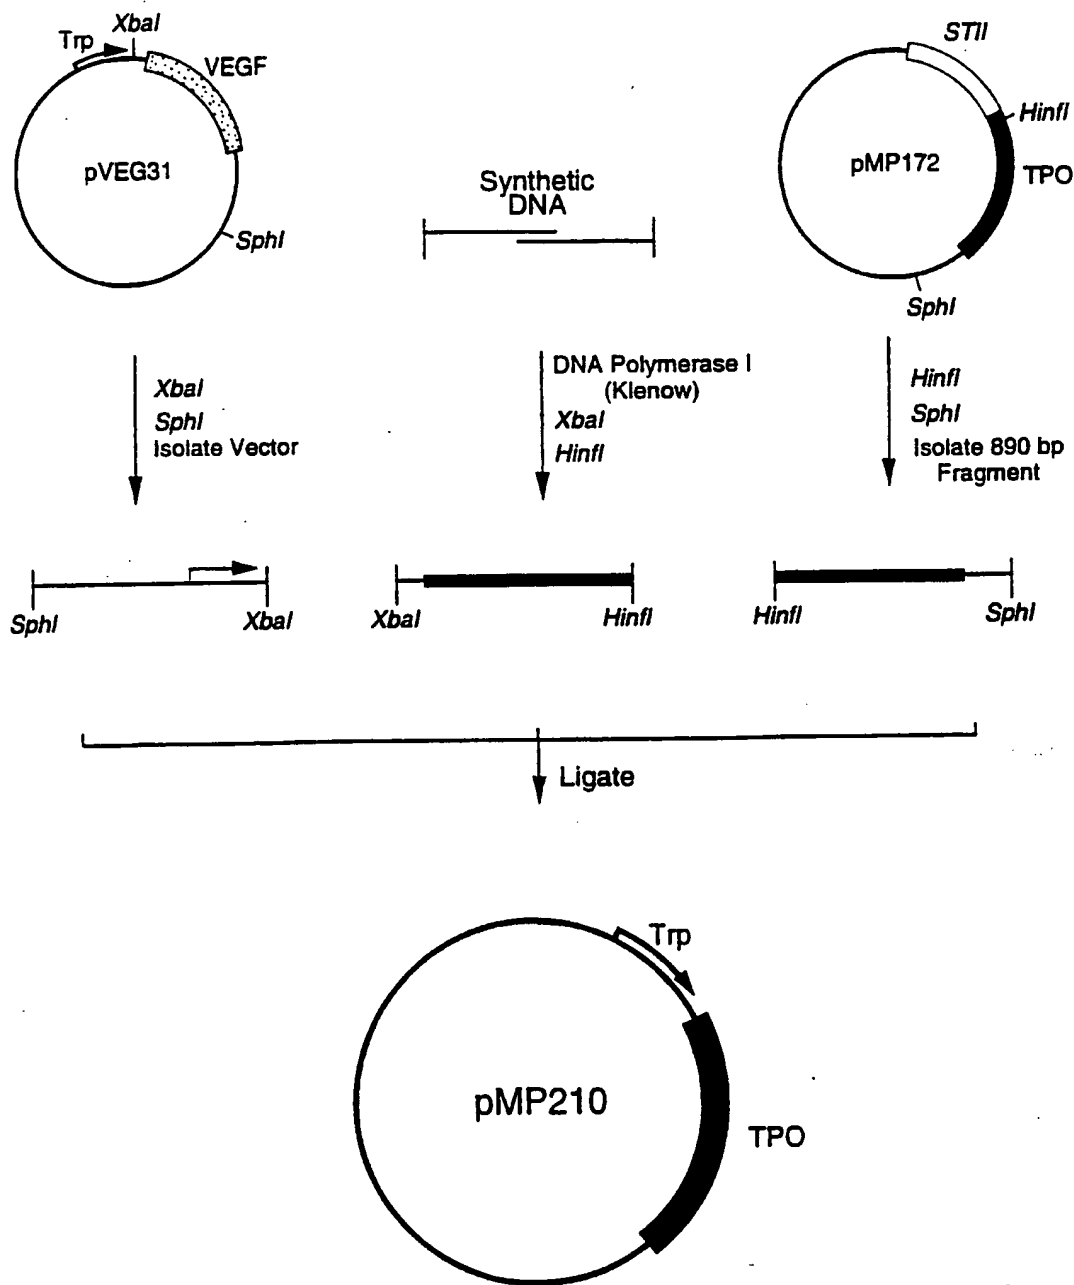 XbaI
Trp
VEGF
pVEG31
SphI
Synthetic
DNA
STII
HinfI
pMP172
TPO
SphI
XbaI
SphI
Isolate Vector
DNA Polymerase I
(Klenow)
XbaI
HinfI
HinfI
SphI
Isolate 890 bp
Fragment
SphI
XbaI
XbaI
HinfI
HinfI
SphI
Ligate
Trp
pMP210
TPO